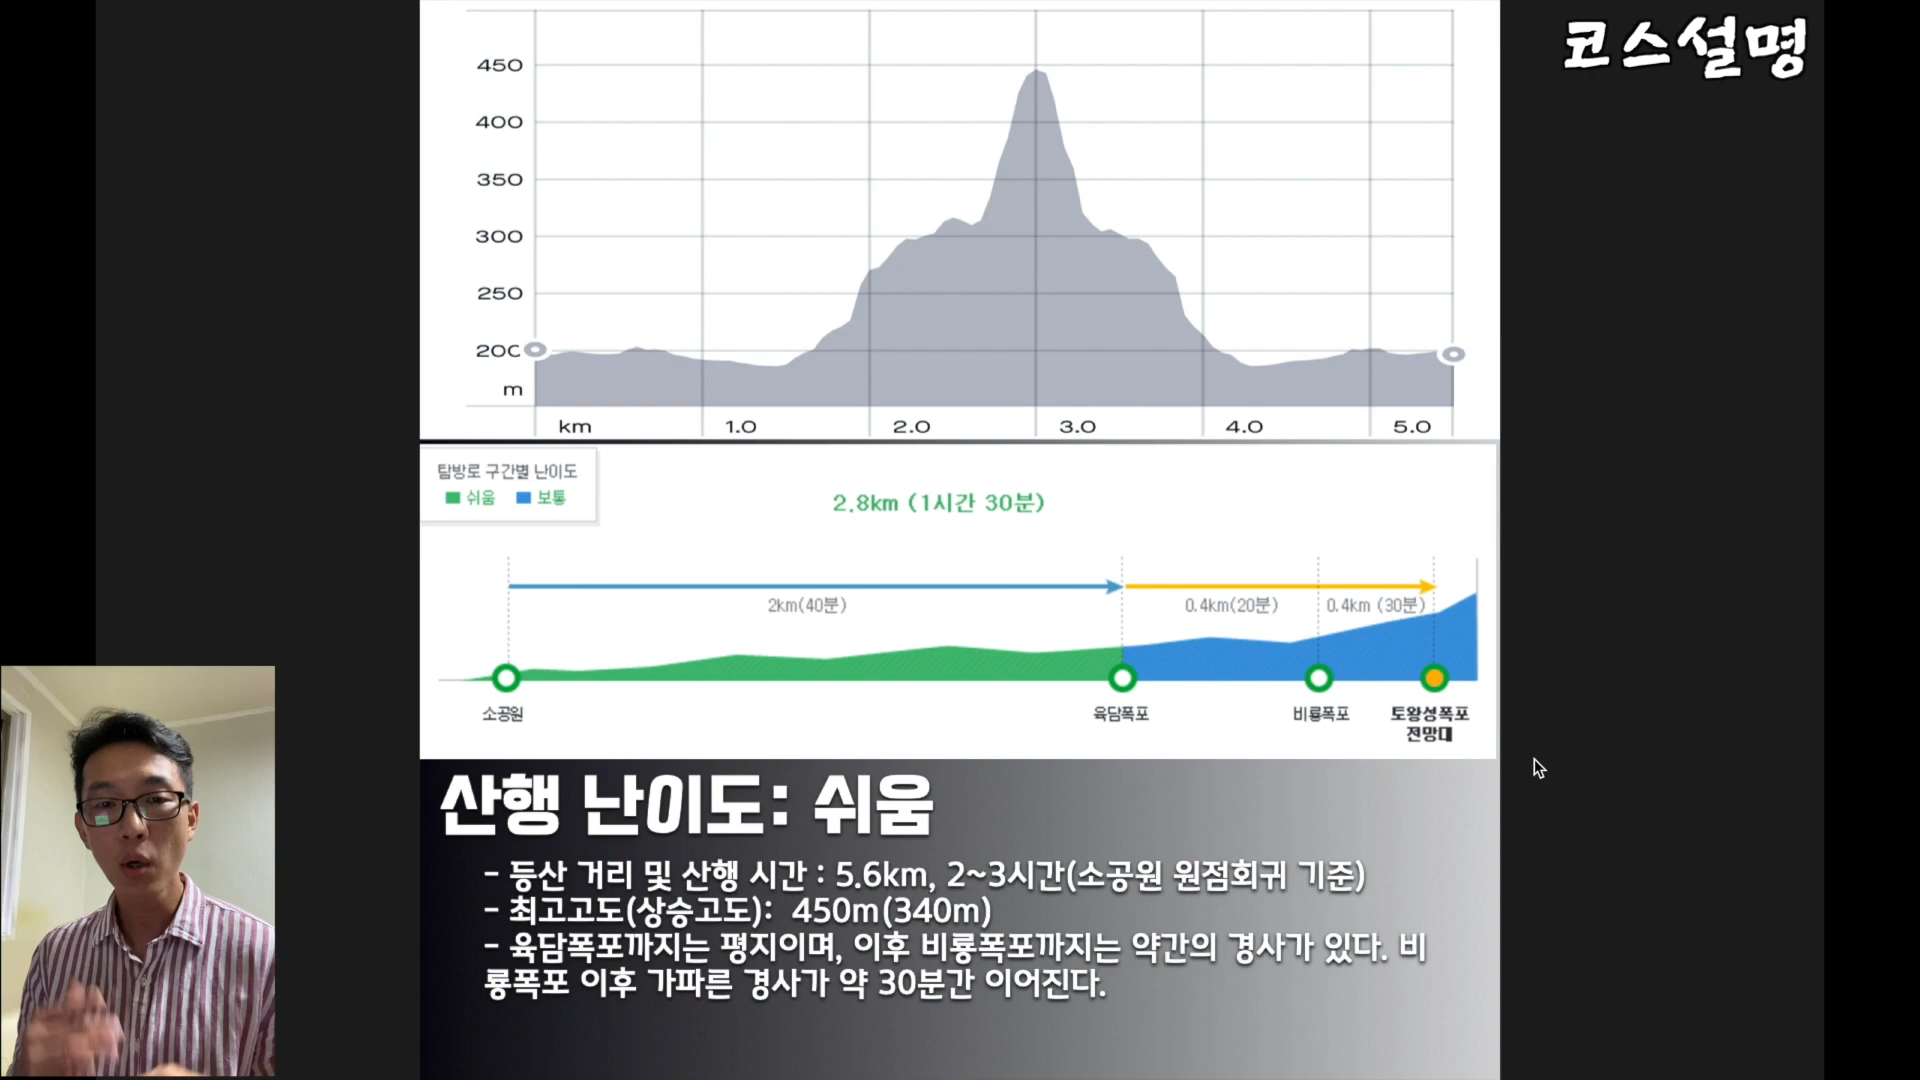 코스설명
450
400
350
300
250
200
m
km 1.0 2.0 3.0 4.0 5.0
탐방로 구간별 난이도
쉬움 보통
2.8km (1시간 30분)
2km(40분) 0.4km(20분) 0.4km (30분)
소공원 육담폭포 비룡폭포 토왕성폭포
전망대
산행 난이도: 쉬움
- 등산 거리 및 산행 시간 : 5.6km, 2~3시간(소공원 원점회귀 기준)
- 최고고도(상승고도): 450m(340m)
- 육담폭포까지는 평지이며, 이후 비룡폭포까지는 약간의 경사가 있다. 비
룡폭포 이후 가파른 경사가 약 30분간 이어진다.